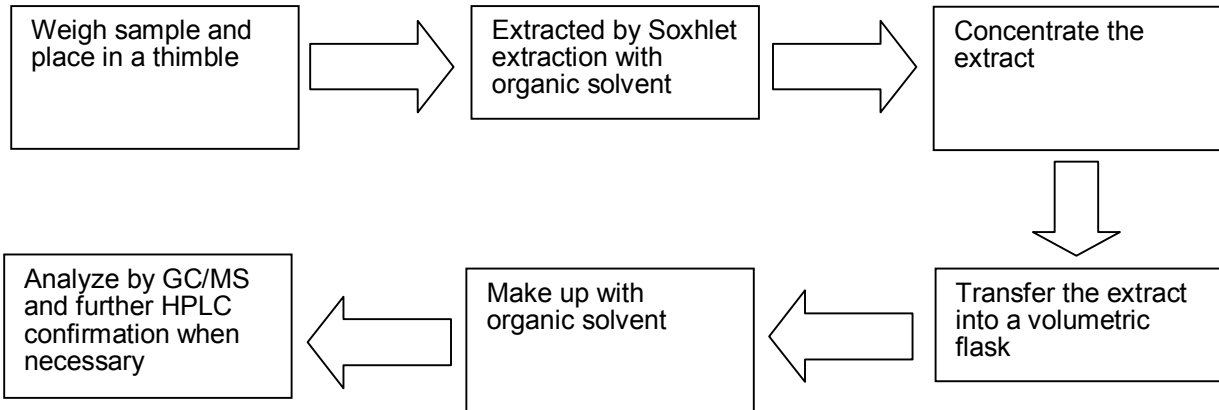 Weigh sample and
place in a thimble
Extracted by Soxhlet
extraction with
organic solvent
Concentrate the
extract
Transfer the extract
into a volumetric
flask
Make up with
organic solvent
Analyze by GC/MS
and further HPLC
confirmation when
necessary